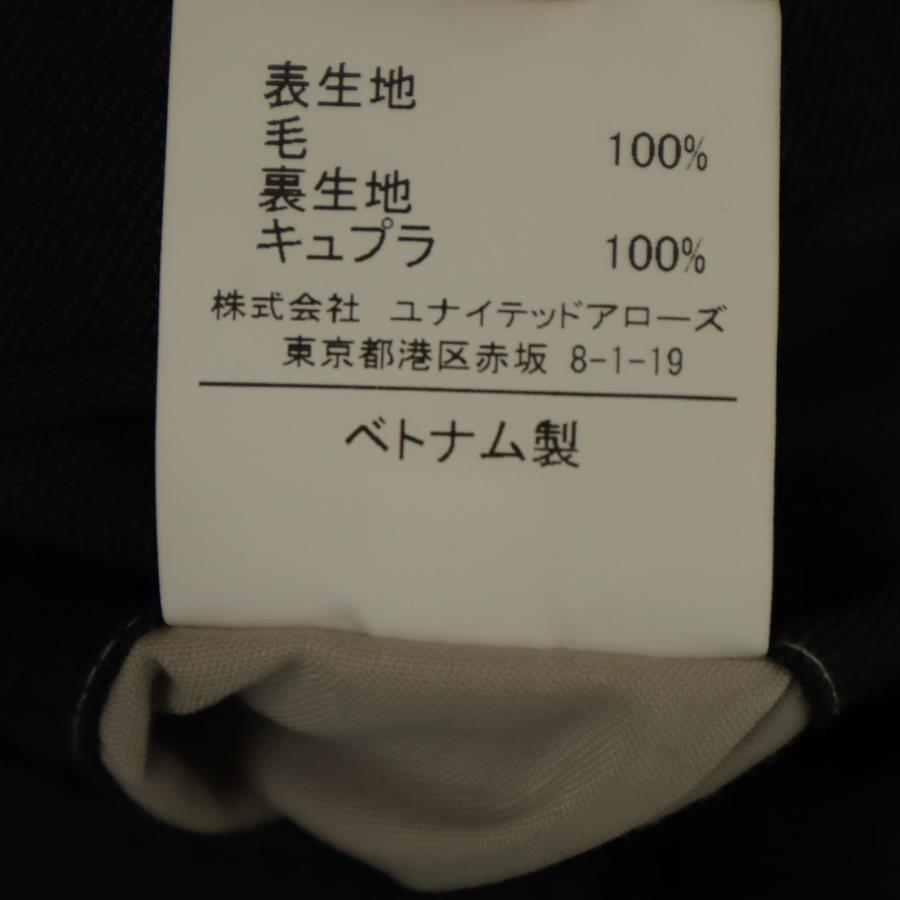 表生地
毛 100%
裏生地
キュプラ 100%
株式会社 ユナイテッドアローズ
東京都港区赤坂 8-1-19
ベトナム製